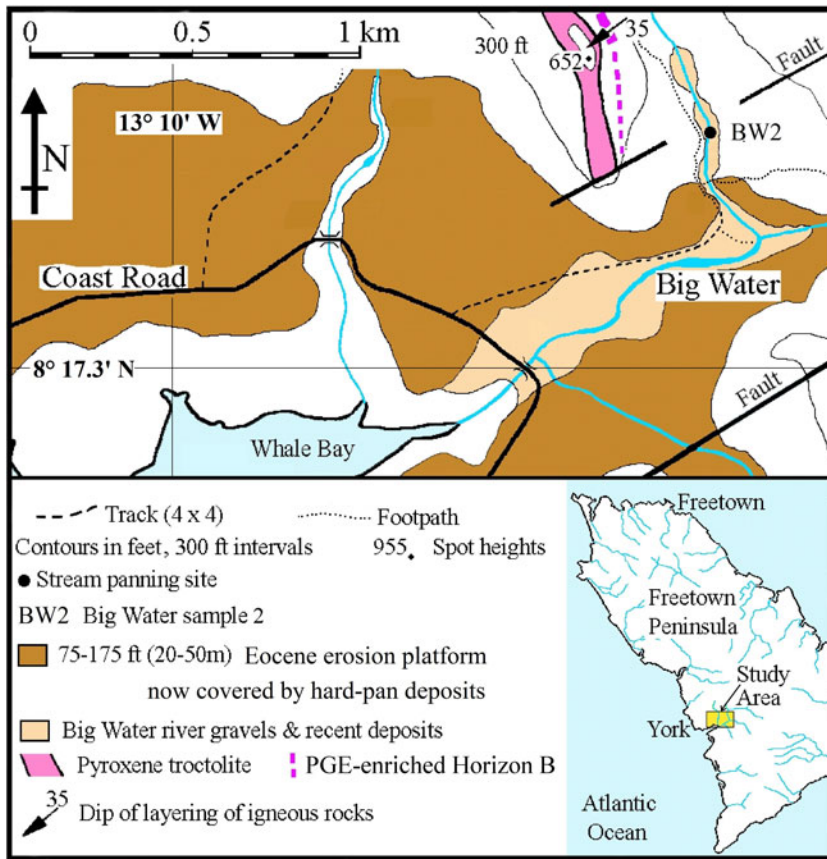 0 0.5 1 km
300 ft
35
652
Fault
13° 10' W
BW2
N
Coast Road
Big Water
8° 17.3' N
Fault
Whale Bay
Track (4 x 4)
Footpath
Contours in feet, 300 ft intervals
955 Spot heights
Stream panning site
BW2 Big Water sample 2
75-175 ft (20-50m) Eocene erosion platform
now covered by hard-pan deposits
Big Water river gravels & recent deposits
Pyroxene troctolite
PGE-enriched Horizon B
35
Dip of layering of igneous rocks
Freetown
Freetown
Peninsula
Study
Area
York
Atlantic
Ocean